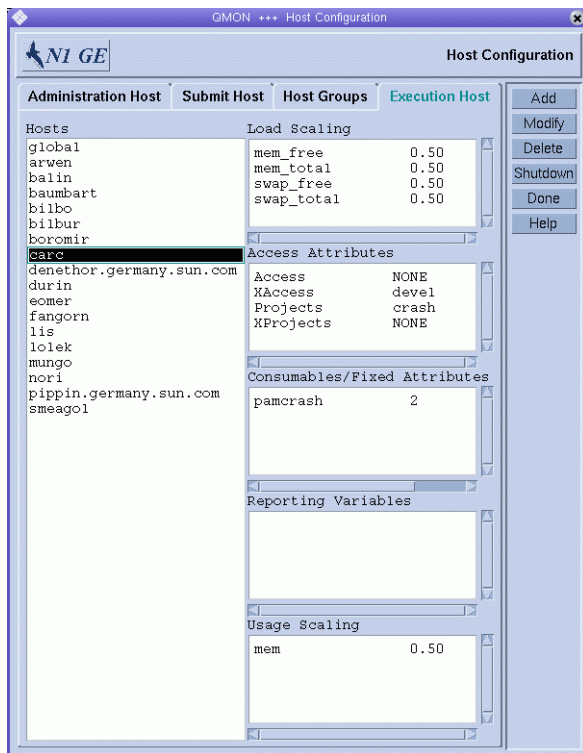 QMON +++ Host Configuration
N1 GE
Host Configuration
Administration Host
Submit Host
Host Groups
Execution Host
Hosts
global
arwen
balin
baumbart
bilbo
bilbur
boromir
carc
denethor.germany.sun.com
durin
eomer
fangorn
lis
lolek
mungo
nori
pippin.germany.sun.com
smeagol
Load Scaling
mem_free 0.50
mem_total 0.50
swap_free 0.50
swap_total 0.50
Access Attributes
Access NONE
XAccess devel
Projects crash
XProjects NONE
Consumables/Fixed Attributes
pamcrash 2
Reporting Variables
Usage Scaling
mem 0.50
Add
Modify
Delete
Shutdown
Done
Help